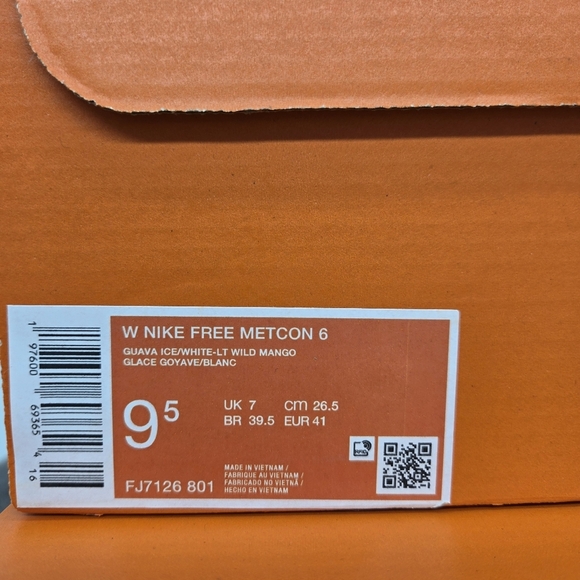 W NIKE FREE METCON 6
GUAVA ICE/WHITE-LT WILD MANGO
GLACE GOYAVE/BLANC
9⁵
UK 7 cm 26.5
BR 39.5 EUR 41
MADE IN VIETNAM /
FABRIQUE AU VIETNAM /
FABRICADO NO VIETNÃ /
HECHO EN VIETNAM
FJ7126 801
1 97600 69365 4 16